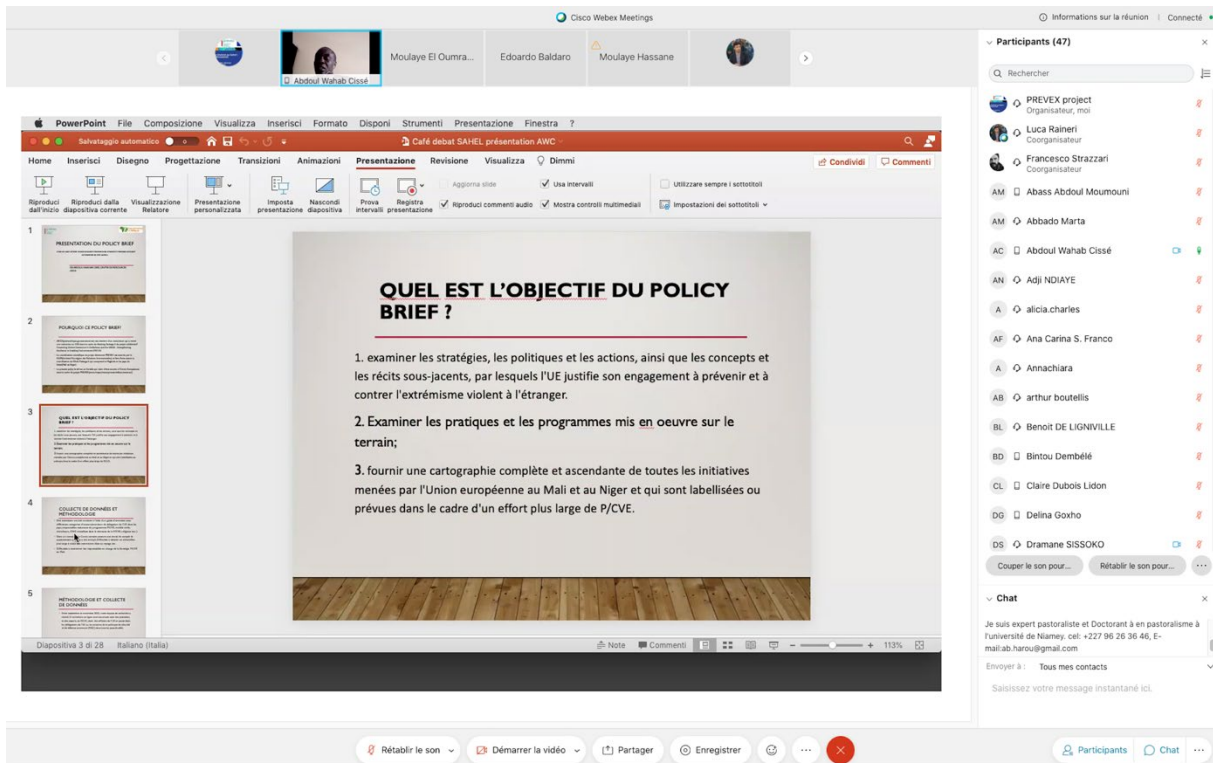 Cisco Webex Meetings
Informations sur la réunion | Connecté
Moulaye El Oumra...
Edoardo Baldaro
Moulaye Hassane
Abdoul Wahab Cissé
PowerPoint File Composizione Visualizza Inserisci Formato Disponi Strumenti Presentazione Finestra ?
Salvataggio automatico
Café debat SAHEL présentation AWC
Home Inserisci Disegno Progettazione Transizioni Animazioni Presentazione Revisione Visualizza Dimmi
Condividi Commenti
Riproduci dall'inizio
Riproduci dalla diapositiva corrente
Visualizzazione Relatore
Presentazione personalizzata
Imposta presentazione
Nascondi diapositiva
Prova intervalli
Registra presentazione
Aggiorna slide
Usa intervalli
Utilizzare sempre i sottotitoli
Riproduci commenti audio
Mostra controlli multimediali
Impostazioni dei sottotitoli
1
PRESENTATION DU POLICY BRIEF
2
POURQUOI CE POLICY BRIEF?
3
QUEL EST L'OBJECTIF DU POLICY
BRIEF ?
4
COLLECTE DE DONNÉES ET
MÉTHODOLOGIE
5
MÉTHODOLOGIE ET COLLECTE
DE DONNÉES
QUEL EST L'OBJECTIF DU POLICY
BRIEF ?
1. examiner les stratégies, les politiques et les actions, ainsi que les concepts et
les récits sous-jacents, par lesquels l'UE justifie son engagement à prévenir et à
contrer l'extrémisme violent à l'étranger.
2. Examiner les pratiques et les programmes mis en oeuvre sur le
terrain;
3. fournir une cartographie complète et ascendante de toutes les initiatives
menées par l'Union européenne au Mali et au Niger et qui sont labellisées ou
prévues dans le cadre d'un effort plus large de P/CVE.
Diapositiva 3 di 28 Italiano (Italia)
Note Commenti 113%
Participants (47)
Rechercher
PREVEX project
Organisateur, moi
Luca Raineri
Coorganisateur
Francesco Strazzari
Coorganisateur
AM Abass Abdoul Moumouni
AM Abbado Marta
AC Abdoul Wahab Cissé
AN Adji NDIAYE
A alicia.charles
AF Ana Carina S. Franco
A Annachiara
AB arthur boutellis
BL Benoit DE LIGNIVILLE
BD Bintou Dembélé
CL Claire Dubois Lidon
DG Delina Goxho
DS Dramane SISSOKO
Couper le son pour... Rétablir le son pour... ...
Chat
Je suis expert pastoraliste et Doctorant à en pastoralisme à
l'université de Niamey. cel: +227 96 26 36 46, E-
mail:ab.harou@gmail.com
Envoyer à : Tous mes contacts
Saisissez votre message instantané ici.
Rétablir le son Démarrer la vidéo Partager Enregistrer ...
Participants Chat ...